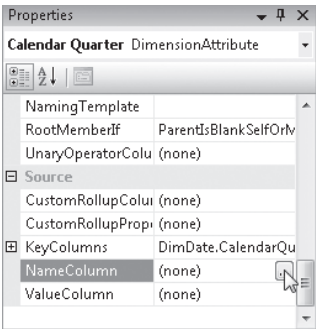 Properties
Calendar Quarter DimensionAttribute
NamingTemplate
RootMemberIf ParentIsBlankSelfOrM
UnaryOperatorColu (none)
Source
CustomRollupColu (none)
CustomRollupProp (none)
KeyColumns DimDate.CalendarQu
NameColumn (none)
ValueColumn (none)